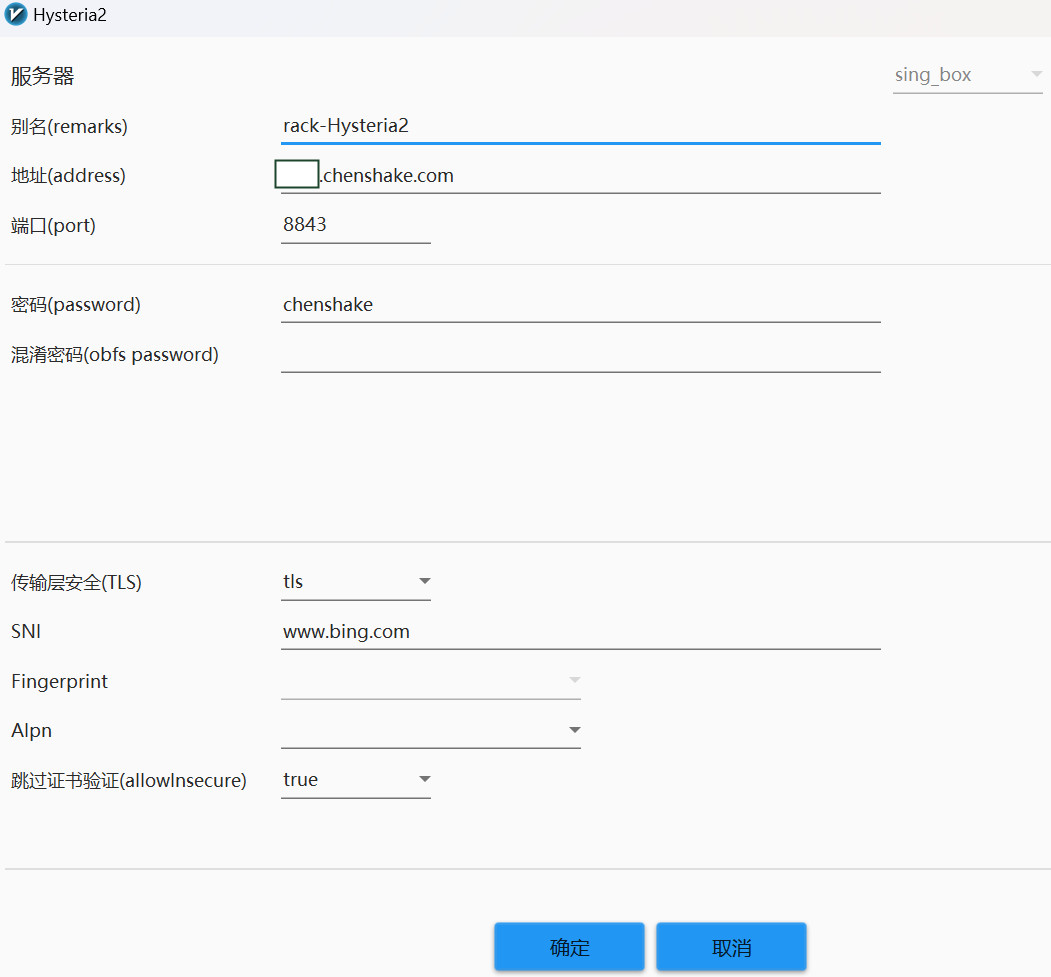 Hysteria2
服务器 sing_box
别名(remarks) rack-Hysteria2
地址(address) .chenshake.com
端口(port) 8843
密码(password) chenshake
混淆密码(obfs password)
传输层安全(TLS) tls
SNI www.bing.com
Fingerprint
Alpn
跳过证书验证(allowInsecure) true
确定 取消